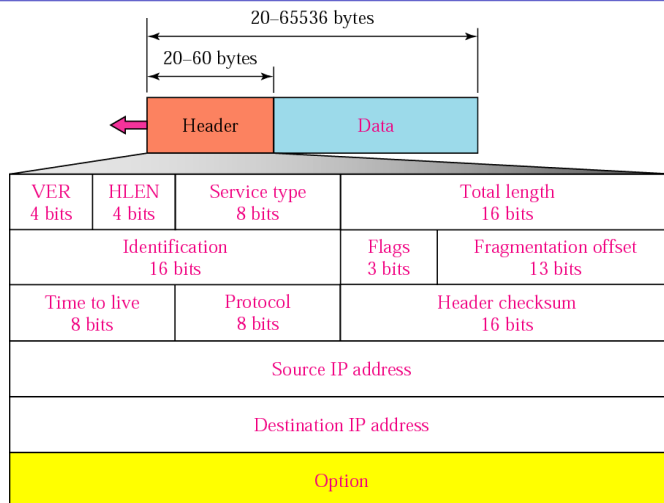 20–65536 bytes
20–60 bytes
Header
Data
VER
4 bits
HLEN
4 bits
Service type
8 bits
Total length
16 bits
Identification
16 bits
Flags
3 bits
Fragmentation offset
13 bits
Time to live
8 bits
Protocol
8 bits
Header checksum
16 bits
Source IP address
Destination IP address
Option